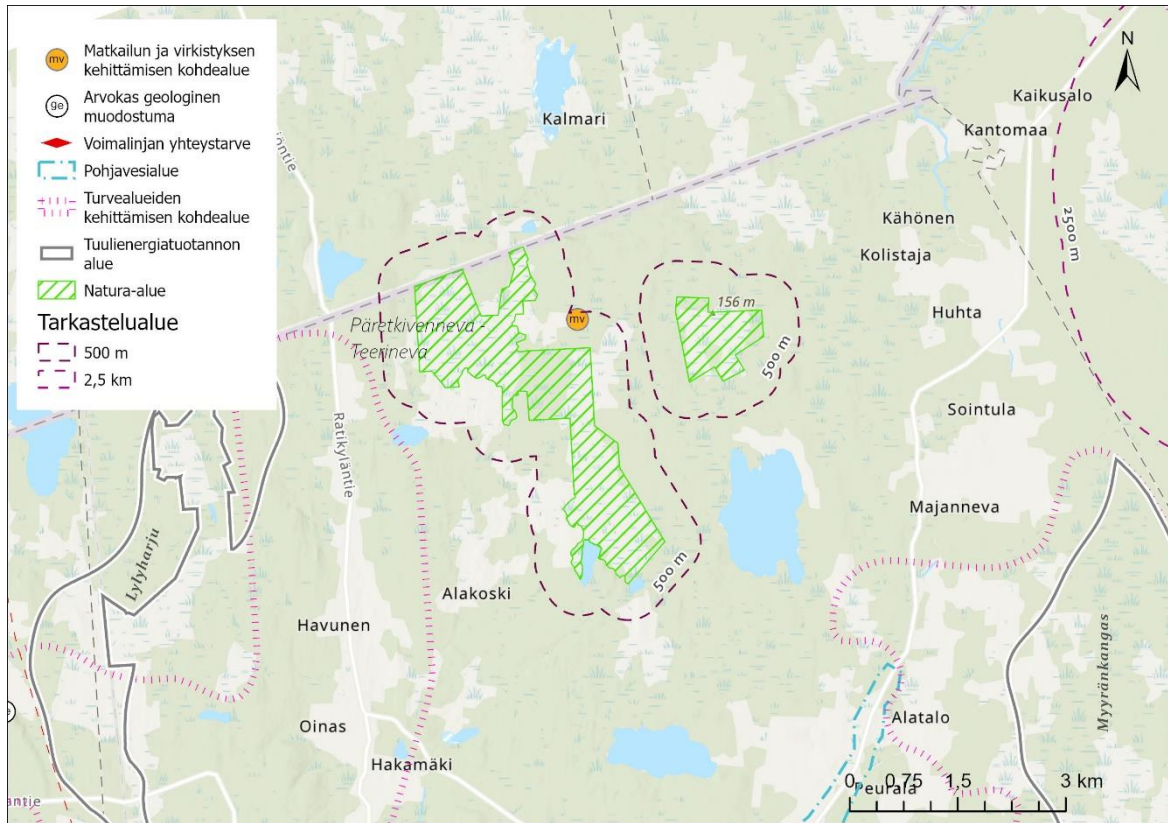 mv
Matkailun ja virkistyksen
kehittämisen kohdealue
ge
Arvokas geologinen
muodostuma
Voimalinjan yhteystarve
Pohjavesialue
Turvealueiden
kehittämisen kohdealue
Tuulienergiatuotannon
alue
Natura-alue
Tarkastelualue
500 m
2,5 km
N
Kaikusalo
Kalmari
Kantomaa
Kähönen
2500 m
Kolistaja
156 m
mv
Huhta
Päretkivenneva -
Teerineva
500 m
Sointula
Ratikyläntie
Majanneva
Lylyharju
500 m
Alakoski
Havunen
Myyränkangas
Oinas
Alatalo
Hakamäki
Peurala
0 0,75 1,5 3 km